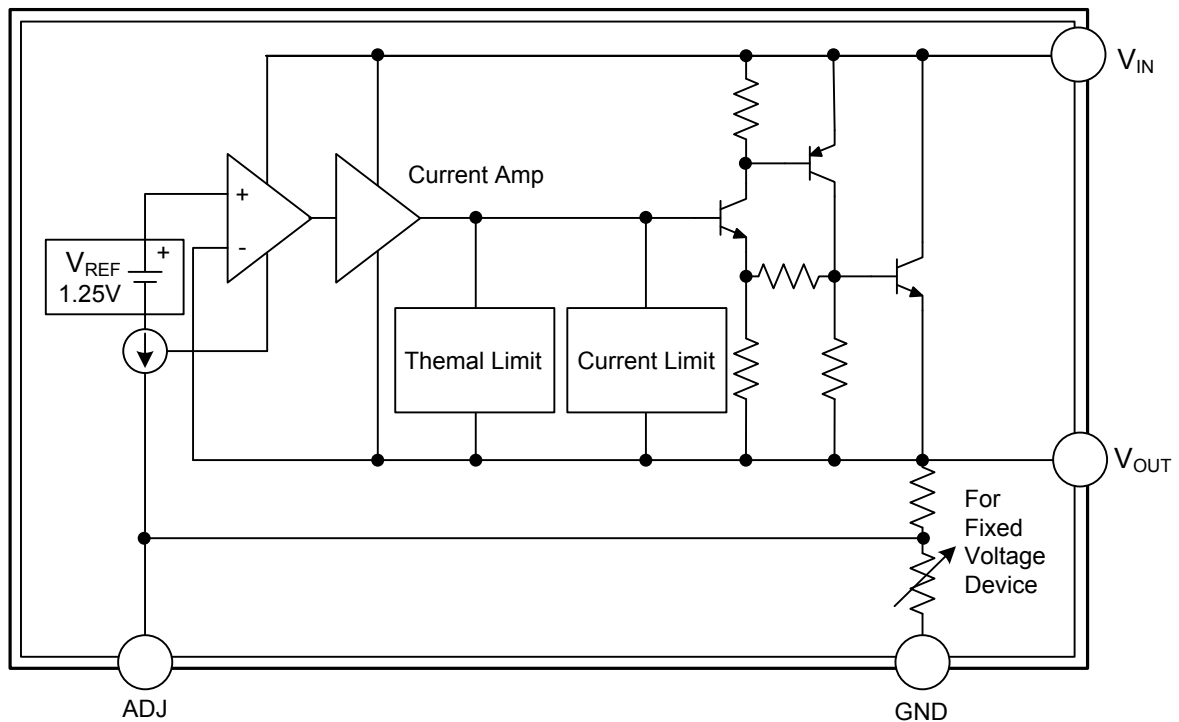 V_IN
Current Amp
+
-
+
V_REF
1.25V
Themal Limit
Current Limit
V_OUT
For
Fixed
Voltage
Device
ADJ
GND